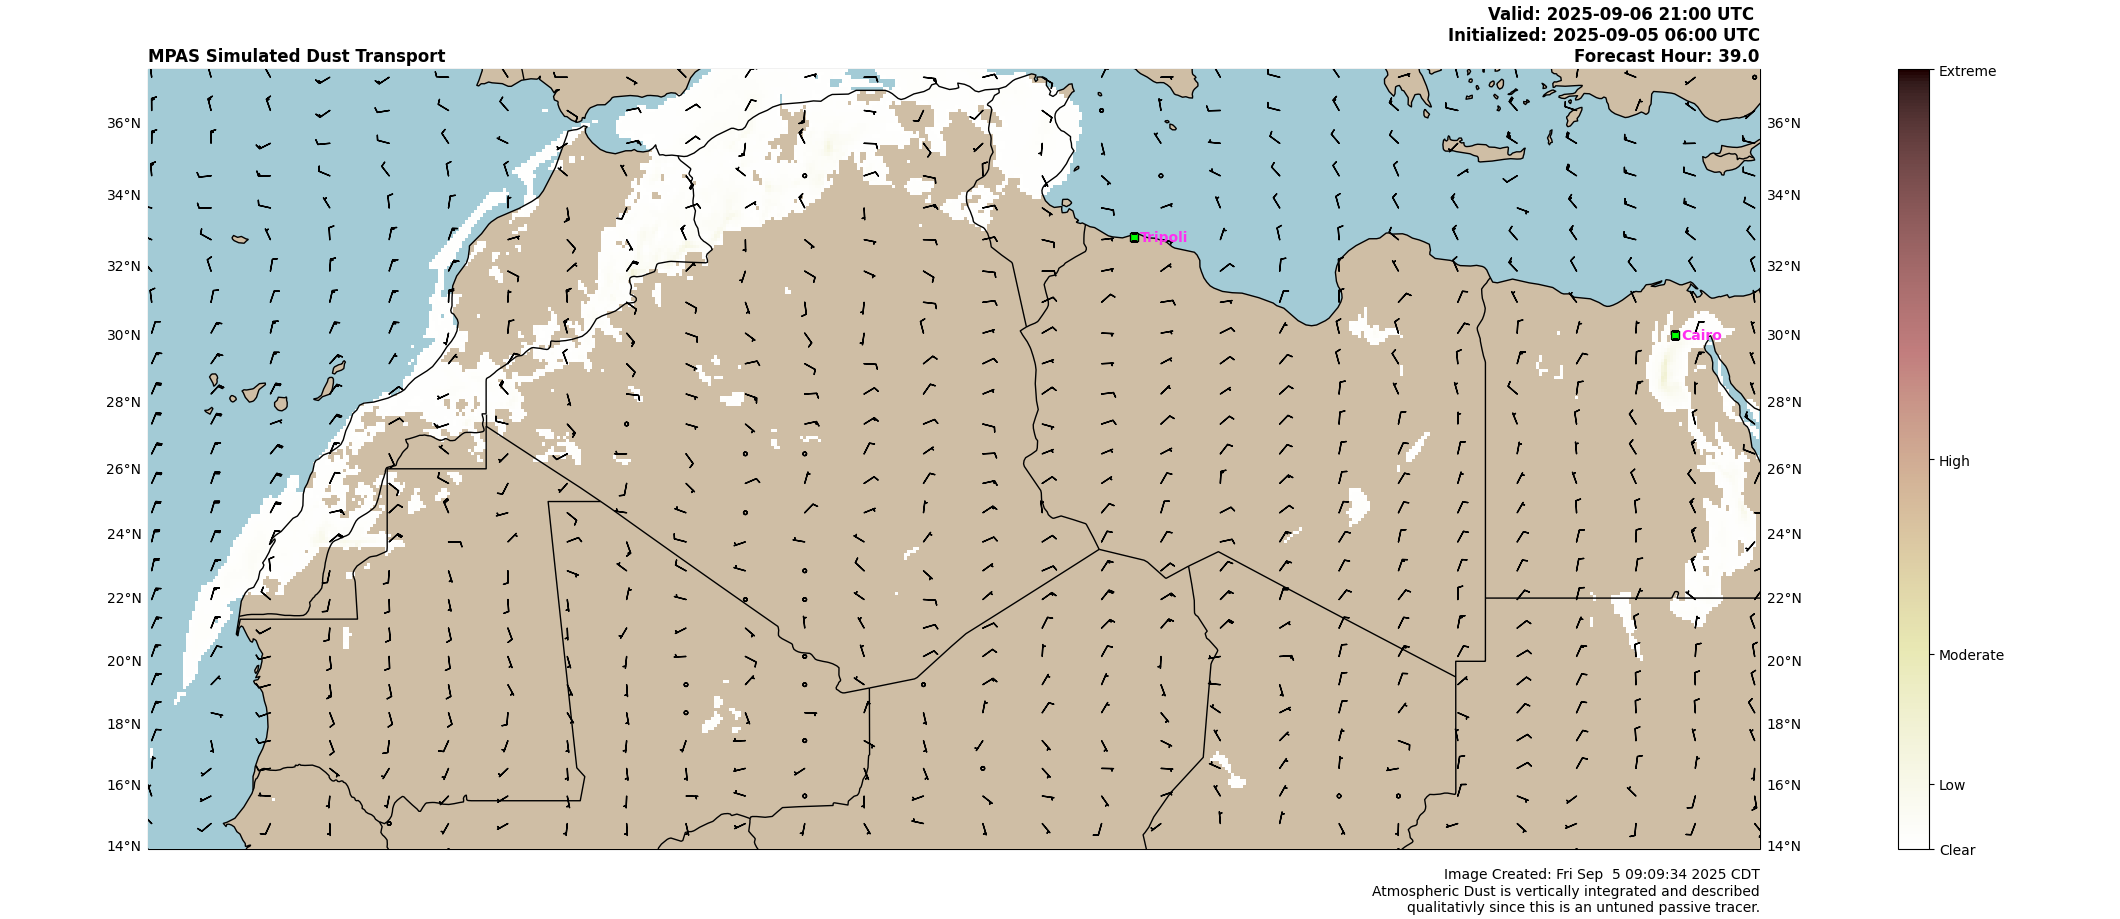 Valid: 2025-09-06 21:00 UTC
Initialized: 2025-09-05 06:00 UTC
MPAS Simulated Dust Transport
Forecast Hour: 39.0
Extreme
36°N
36°N
34°N
34°N
Tripoli
32°N
32°N
30°N
Cairo
30°N
28°N
28°N
26°N
26°N
High
24°N
24°N
22°N
22°N
20°N
20°N
Moderate
18°N
18°N
16°N
16°N
Low
14°N
14°N
Clear
Image Created: Fri Sep  5 09:09:34 2025 CDT
Atmospheric Dust is vertically integrated and described
qualitativly since this is an untuned passive tracer.